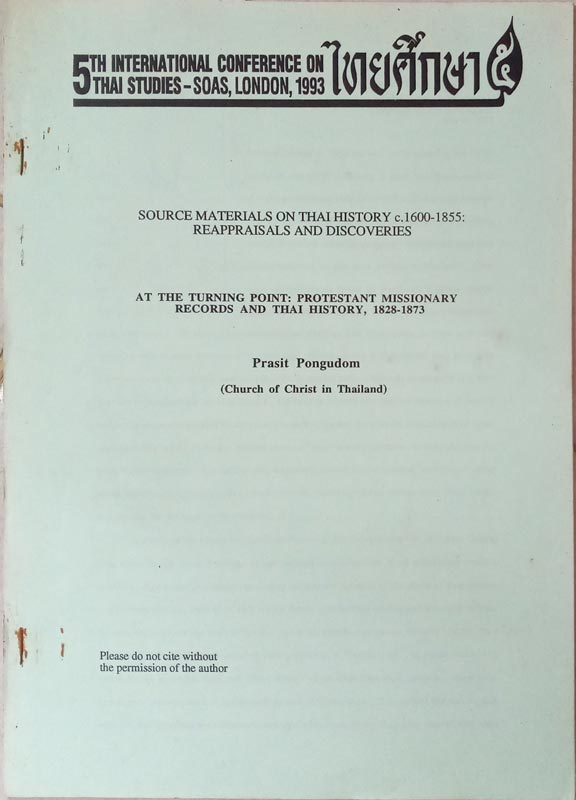 5TH INTERNATIONAL CONFERENCE ON
THAI STUDIES – SOAS, LONDON, 1993
ไทยศึกษา ๕
SOURCE MATERIALS ON THAI HISTORY c.1600-1855:
REAPPRAISALS AND DISCOVERIES
AT THE TURNING POINT: PROTESTANT MISSIONARY
RECORDS AND THAI HISTORY, 1828-1873
Prasit Pongudom
(Church of Christ in Thailand)
Please do not cite without
the permission of the author